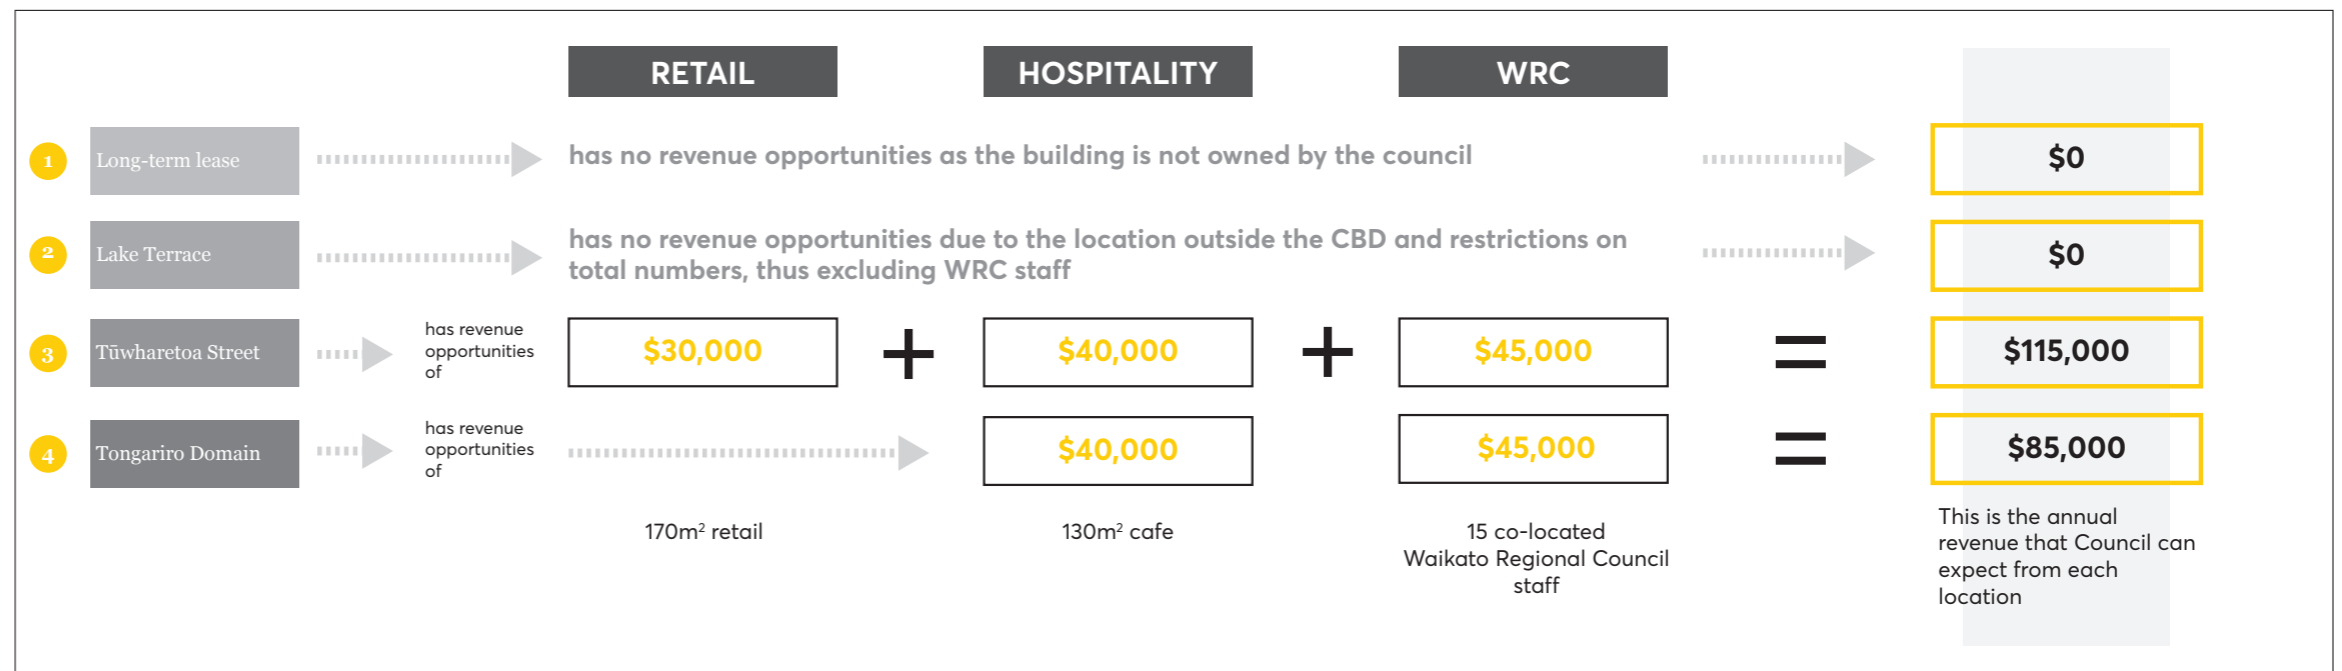 RETAIL HOSPITALITY WRC
1 Long-term lease has no revenue opportunities as the building is not owned by the council $0
2 Lake Terrace has no revenue opportunities due to the location outside the CBD and restrictions on
total numbers, thus excluding WRC staff $0
3 Tūwharetoa Street has revenue
opportunities
of $30,000 + $40,000 + $45,000 = $115,000
4 Tongariro Domain has revenue
opportunities
of $40,000 $45,000 = $85,000
170m² retail
130m² cafe
15 co-located
Waikato Regional Council
staff
This is the annual
revenue that Council can
expect from each
location